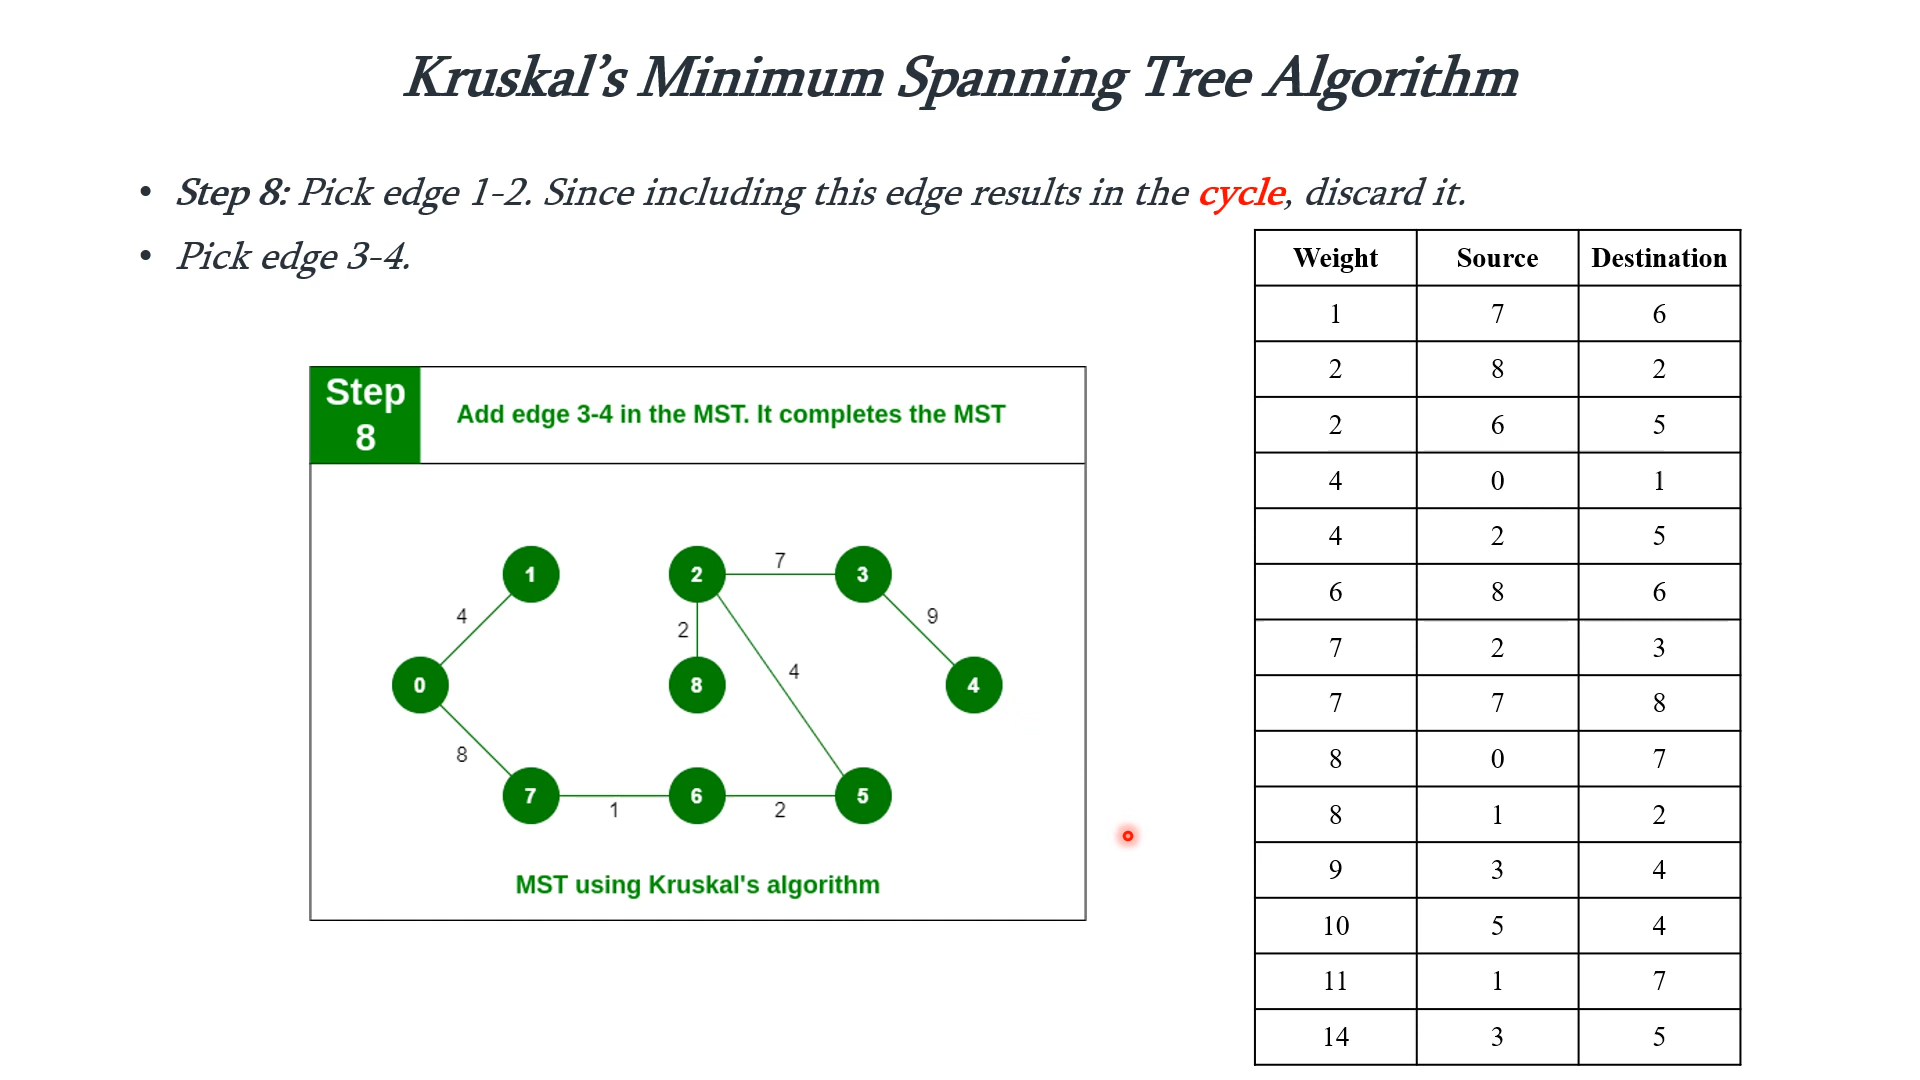 Kruskal’s Minimum Spanning Tree Algorithm
• Step 8: Pick edge 1-2. Since including this edge results in the cycle, discard it.
• Pick edge 3-4.
Step 8
Add edge 3-4 in the MST. It completes the MST
1 2 7 3
4 2 9
0 8 4 4
8
7 1 6 2 5
MST using Kruskal's algorithm
Weight Source Destination
1 7 6
2 8 2
2 6 5
4 0 1
4 2 5
6 8 6
7 2 3
7 7 8
8 0 7
8 1 2
9 3 4
10 5 4
11 1 7
14 3 5